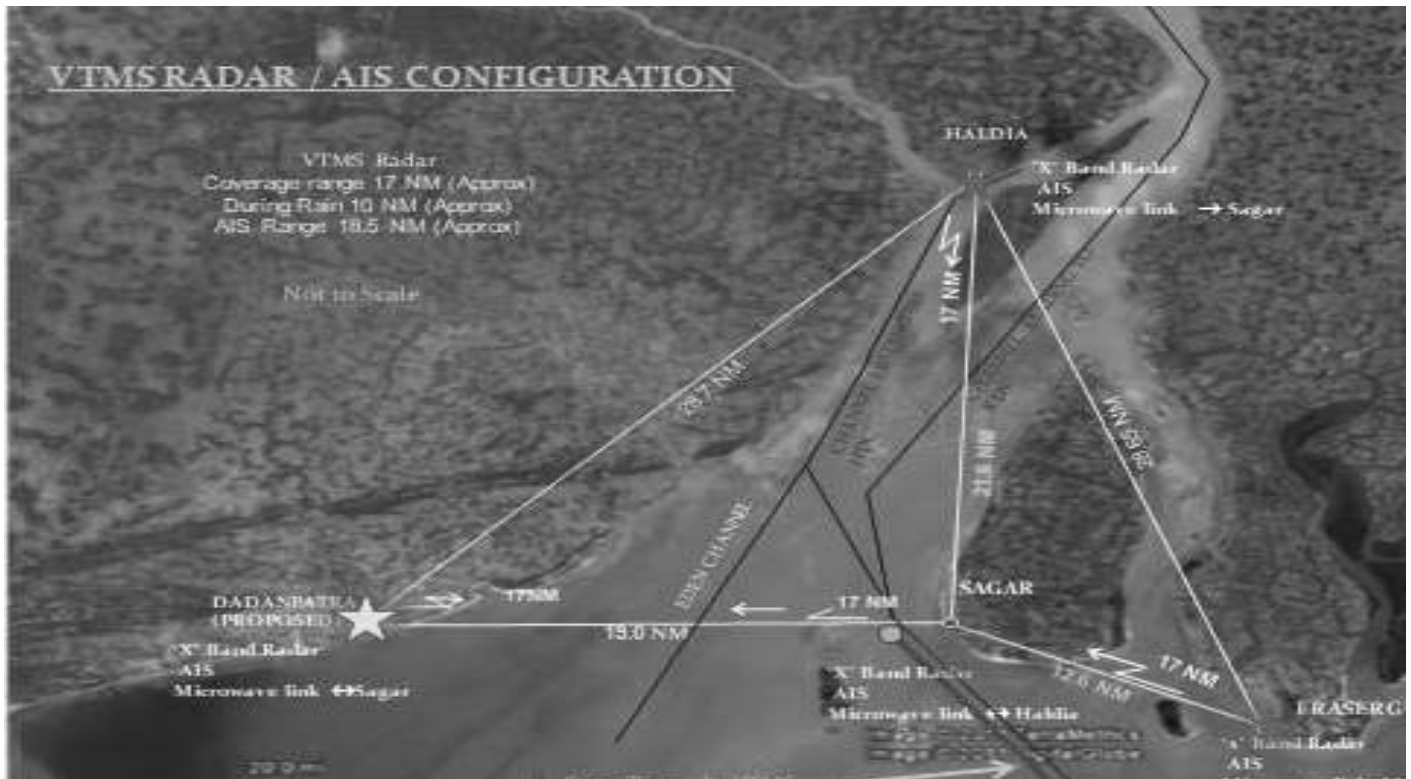 VTMS RADAR / AIS CONFIGURATION
VTMS Radar
Coverage range 17 NM (Approx)
During Rain 10 NM (Approx)
AIS Range 18.5 NM (Approx)
Not to Scale
HALDIA
'X' Band Radar
AIS
Microwave link → Sagar
17 NM
21.6 NM
EDEN CHANNEL
DADANPATRA
(PROPOSED)
'X' Band Radar
AIS
Microwave link ↔Sagar
17NM
19.0 NM
17 NM
SAGAR
'X' Band Radar
AIS
Microwave link ↔ Haldia
17 NM
12.6 NM
FRASERG
'x' Band Radar
AIS